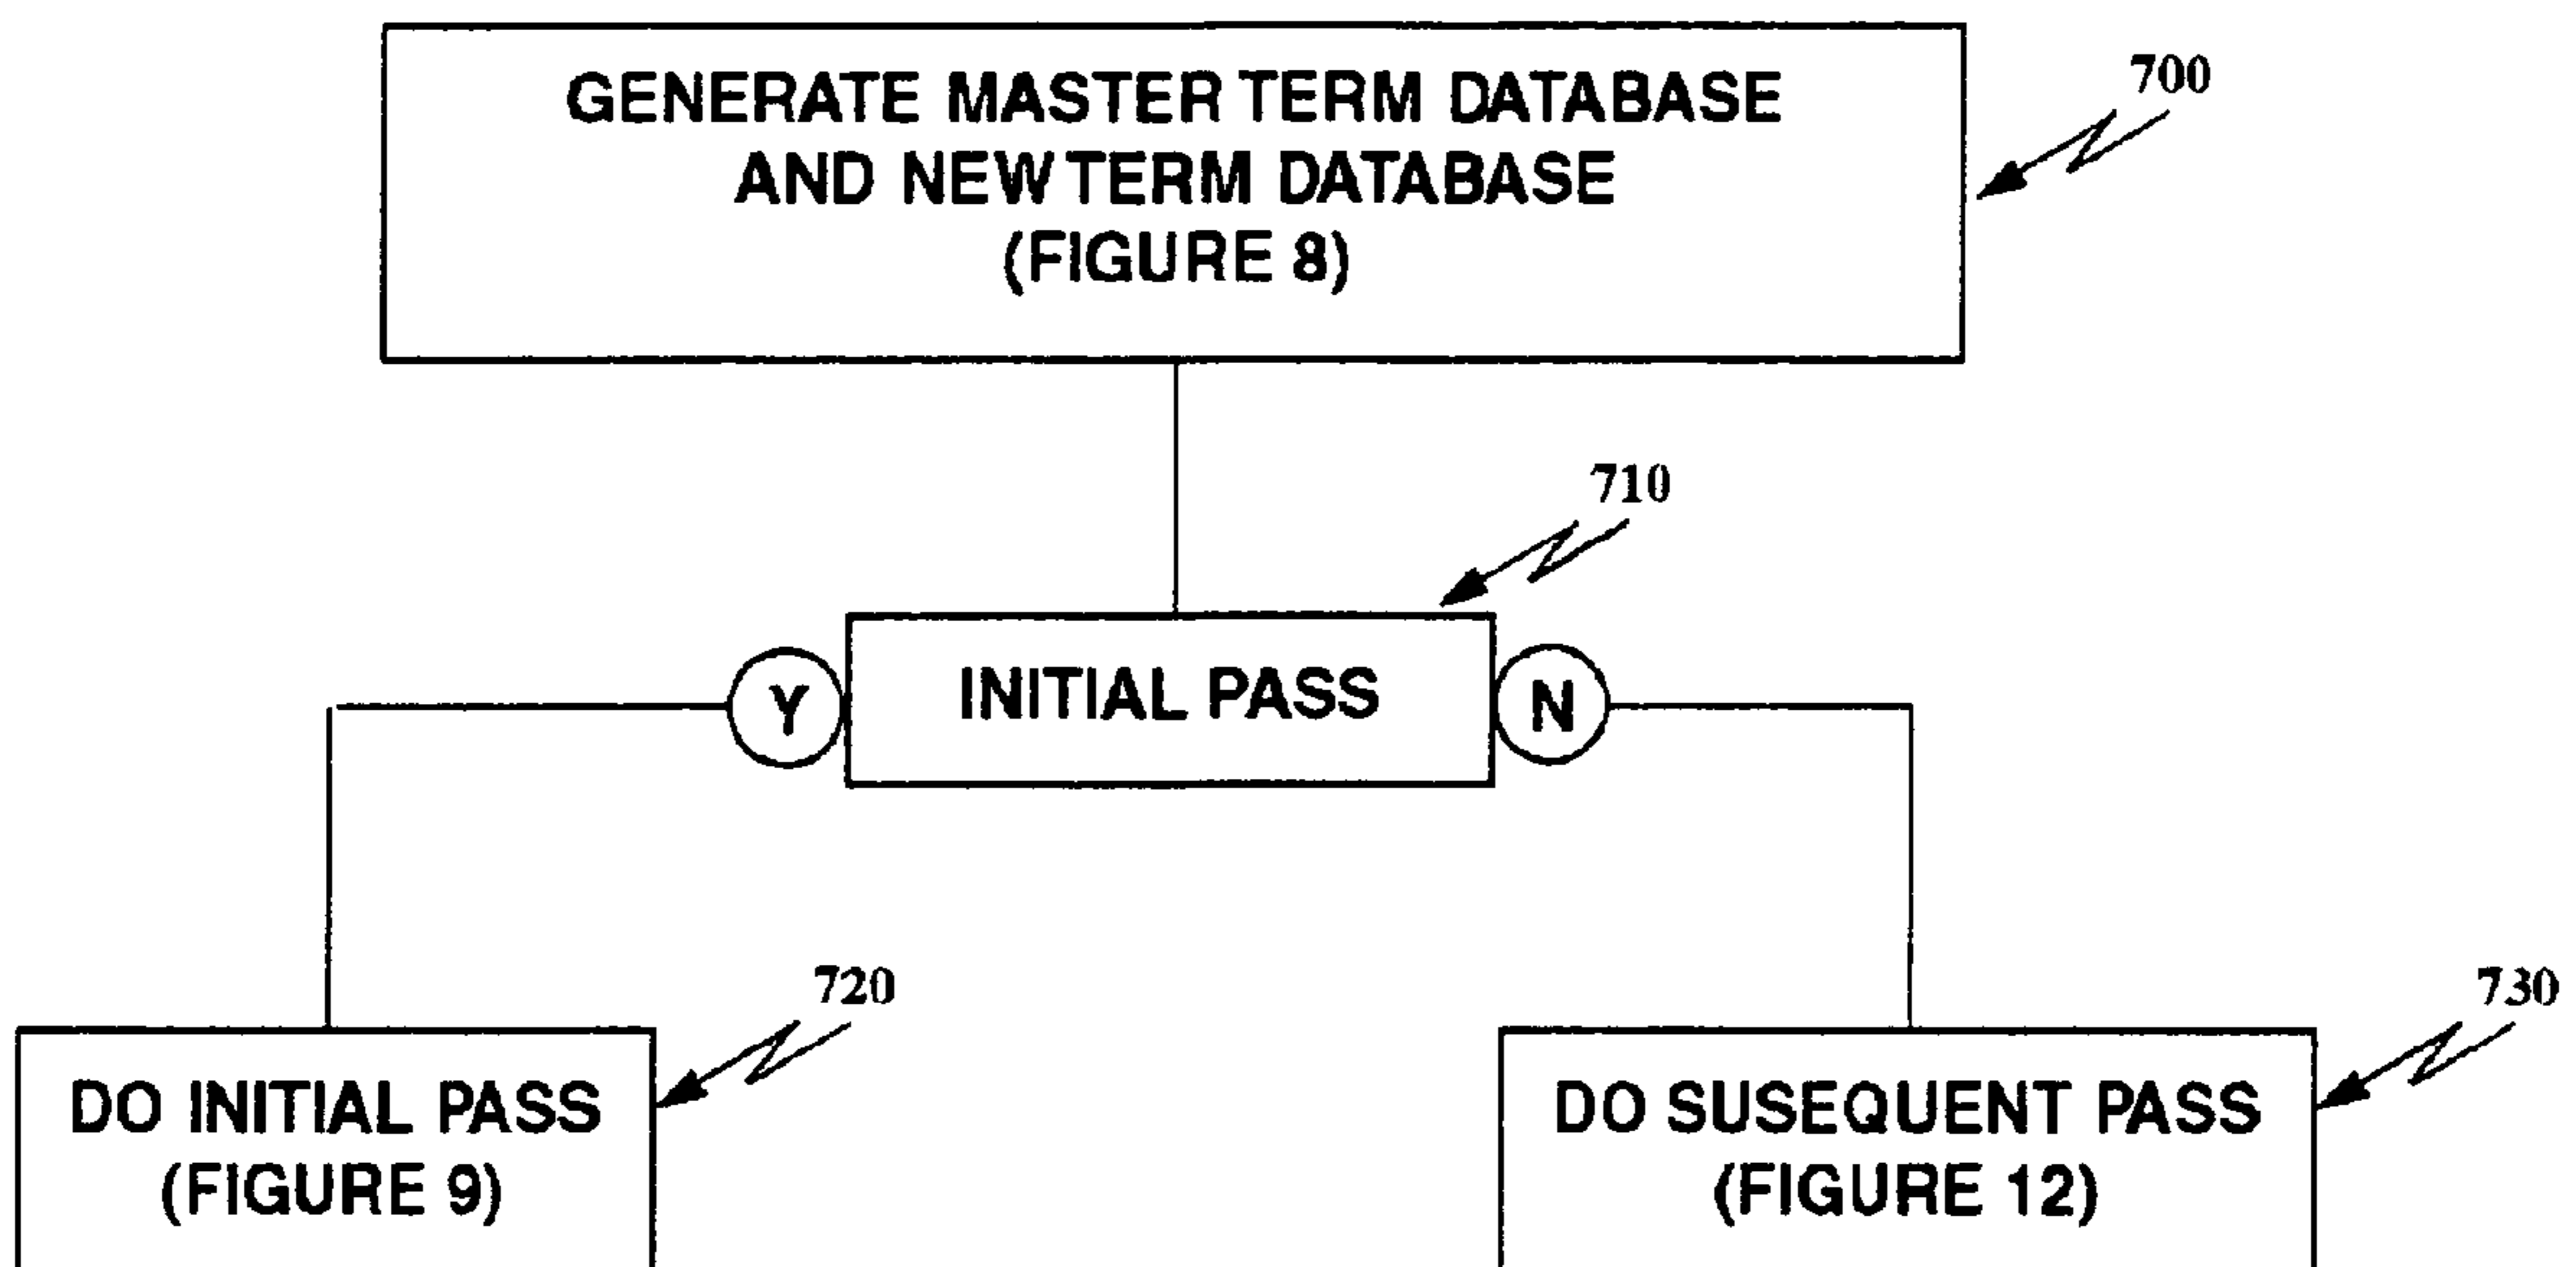 GENERATE MASTER TERM DATABASE
AND NEW TERM DATABASE
(FIGURE 8)
700
710
Y
INITIAL PASS
N
720
730
DO INITIAL PASS
(FIGURE 9)
DO SUSEQUENT PASS
(FIGURE 12)